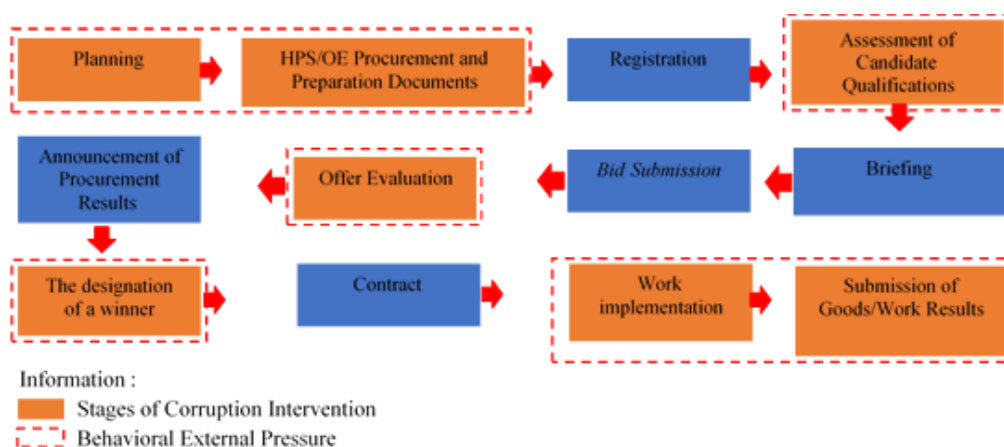 Planning
HPS/OE Procurement and
Preparation Documents
Registration
Assessment of
Candidate
Qualifications
Briefing
Bid Submission
Offer Evaluation
Announcement of
Procurement
Results
The designation
of a winner
Contract
Work
implementation
Submission of
Goods/Work Results
Information :
Stages of Corruption Intervention
Behavioral External Pressure